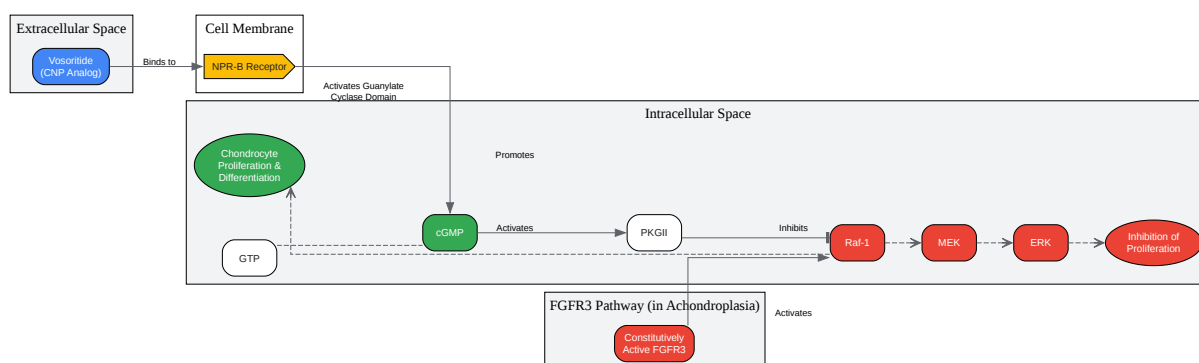 Extracellular Space
Cell Membrane
Vosoritide
(CNP Analog)
Binds to
NPR-B Receptor
Activates Guanylate
Cyclase Domain
Intracellular Space
Chondrocyte
Proliferation &
Differentiation
Promotes
cGMP
Activates
PKGII
Inhibits
Raf-1
MEK
ERK
Inhibition of
Proliferation
GTP
FGFR3 Pathway (in Achondroplasia)
Activates
Constitutively
Active FGFR3